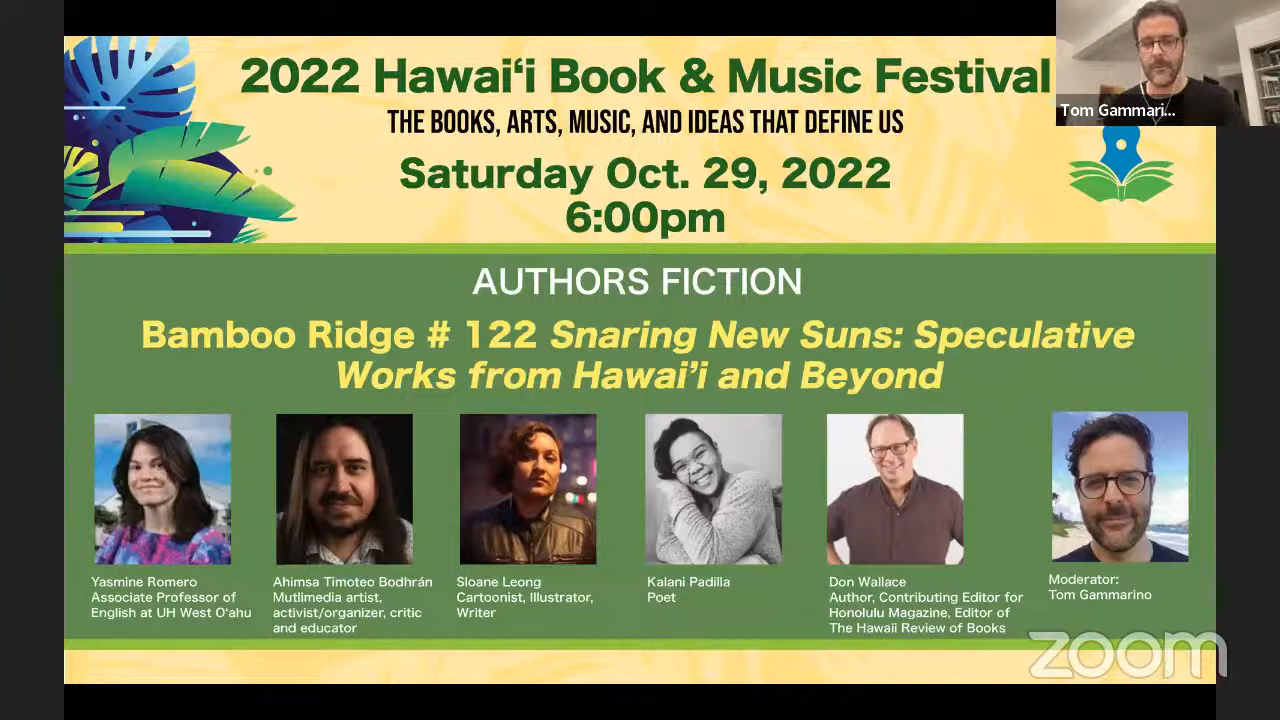 2022 Hawai‘i Book & Music Festival
THE BOOKS, ARTS, MUSIC, AND IDEAS THAT DEFINE US
Saturday Oct. 29, 2022
6:00pm
Tom Gammari...
AUTHORS FICTION
Bamboo Ridge # 122 Snaring New Suns: Speculative
Works from Hawai’i and Beyond
Yasmine Romero
Associate Professor of
English at UH West O‘ahu
Ahimsa Timoteo Bodhrán
Mutlimedia artist,
activist/organizer, critic
and educator
Sloane Leong
Cartoonist, Illustrator,
Writer
Kalani Padilla
Poet
Don Wallace
Author, Contributing Editor for
Honolulu Magazine, Editor of
The Hawaii Review of Books
Moderator:
Tom Gammarino
zoom